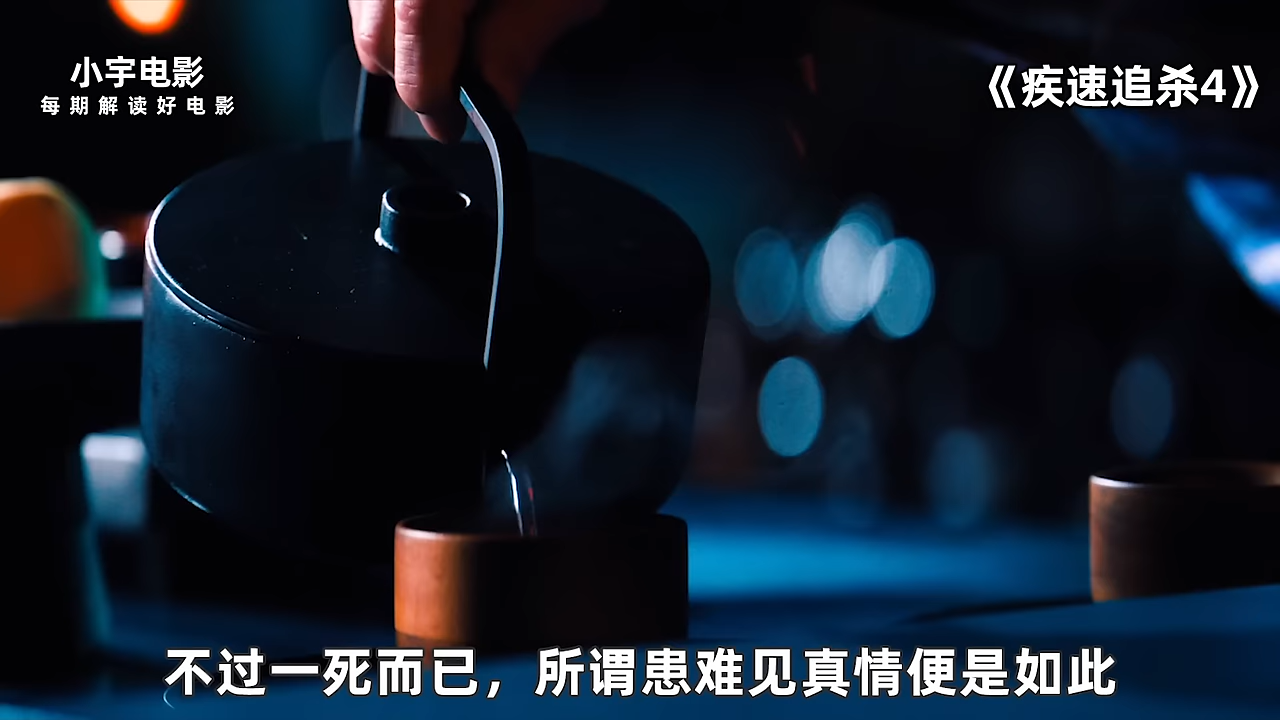 小宇电影
每期解读好电影
《疾速追杀4》
不过一死而已，所谓患难见真情便是如此